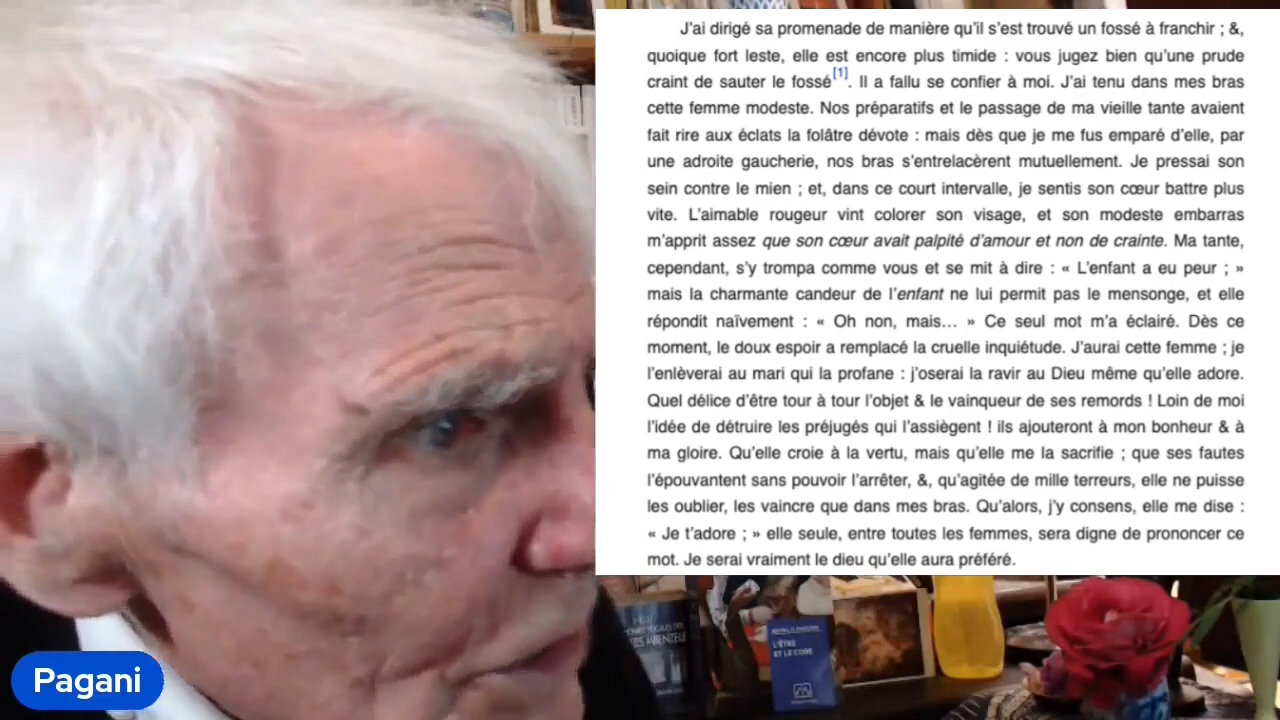 J'ai dirigé sa promenade de manière qu'il s'est trouvé un fossé à franchir ; &,
quoique fort leste, elle est encore plus timide : vous jugez bien qu'une prude
craint de sauter le fossé[1]. Il a fallu se confier à moi. J'ai tenu dans mes bras
cette femme modeste. Nos préparatifs et le passage de ma vieille tante avaient
fait rire aux éclats la folâtre dévote : mais dès que je me fus emparé d'elle, par
une adroite gaucherie, nos bras s'entrelacèrent mutuellement. Je pressai son
sein contre le mien ; et, dans ce court intervalle, je sentis son cœur battre plus
vite. L'aimable rougeur vint colorer son visage, et son modeste embarras
m'apprit assez que son cœur avait palpité d'amour et non de crainte. Ma tante,
cependant, s'y trompa comme vous et se mit à dire : « L'enfant a eu peur ; »
mais la charmante candeur de l'enfant ne lui permit pas le mensonge, et elle
répondit naïvement : « Oh non, mais… » Ce seul mot m'a éclairé. Dès ce
moment, le doux espoir a remplacé la cruelle inquiétude. J'aurai cette femme ; je
l'enlèverai au mari qui la profane : j'oserai la ravir au Dieu même qu'elle adore.
Quel délice d'être tour à tour l'objet & le vainqueur de ses remords ! Loin de moi
l'idée de détruire les préjugés qui l'assiègent ! ils ajouteront à mon bonheur & à
ma gloire. Qu'elle croie à la vertu, mais qu'elle me la sacrifie ; que ses fautes
l'épouvantent sans pouvoir l'arrêter, &, qu'agitée de mille terreurs, elle ne puisse
les oublier, les vaincre que dans mes bras. Qu'alors, j'y consens, elle me dise :
« Je t'adore ; » elle seule, entre toutes les femmes, sera digne de prononcer ce
mot. Je serai vraiment le dieu qu'elle aura préféré.
L'ÊTRE
ET LE CODE
Pagani